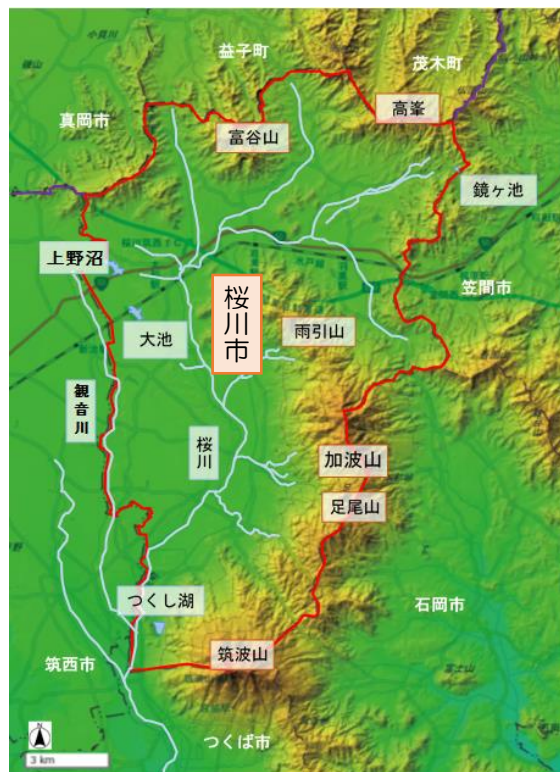 益子町
茂木町
真岡市
高峯
富谷山
鏡ヶ池
上野沼
桜川市
笠間市
大池
雨引山
観音川
桜川
加波山
足尾山
つくし湖
石岡市
筑西市
筑波山
つくば市
富士山
N
3 km